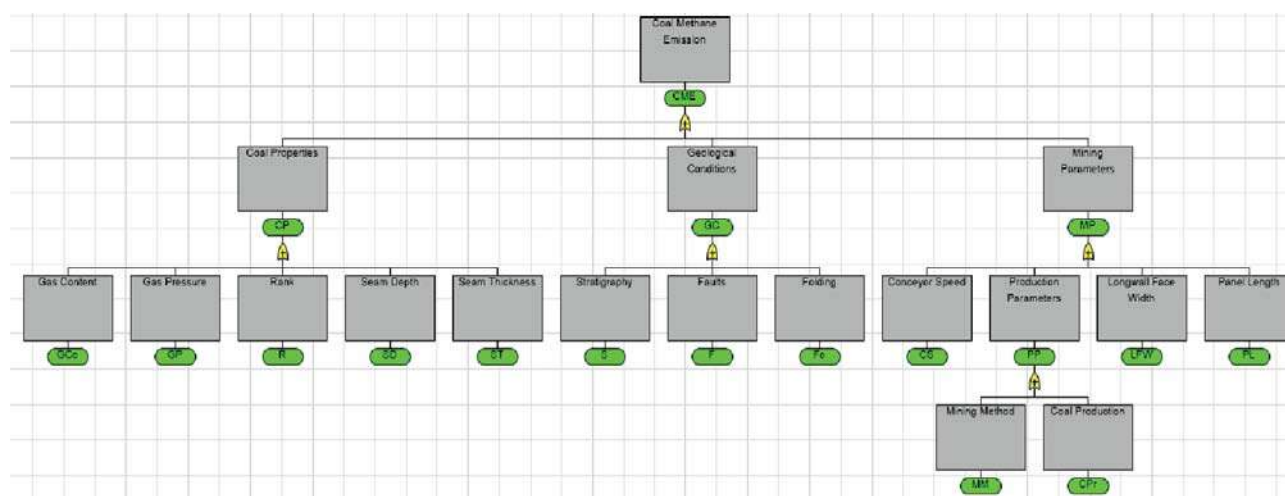 Coal Methane
Emission
CME
Coal Properties
Geological
Conditions
Mining
Parameters
CP
GC
MP
Gas Content
Gas Pressure
Rank
Seam Depth
Seam Thickness
Stratigraphy
Faults
Folding
Conveyor Speed
Production
Parameters
Longwall Face
Width
Panel Length
GCo
GP
R
SD
ST
S
F
Fo
CS
PP
LFW
PL
Mining Method
Coal Production
MM
CPr